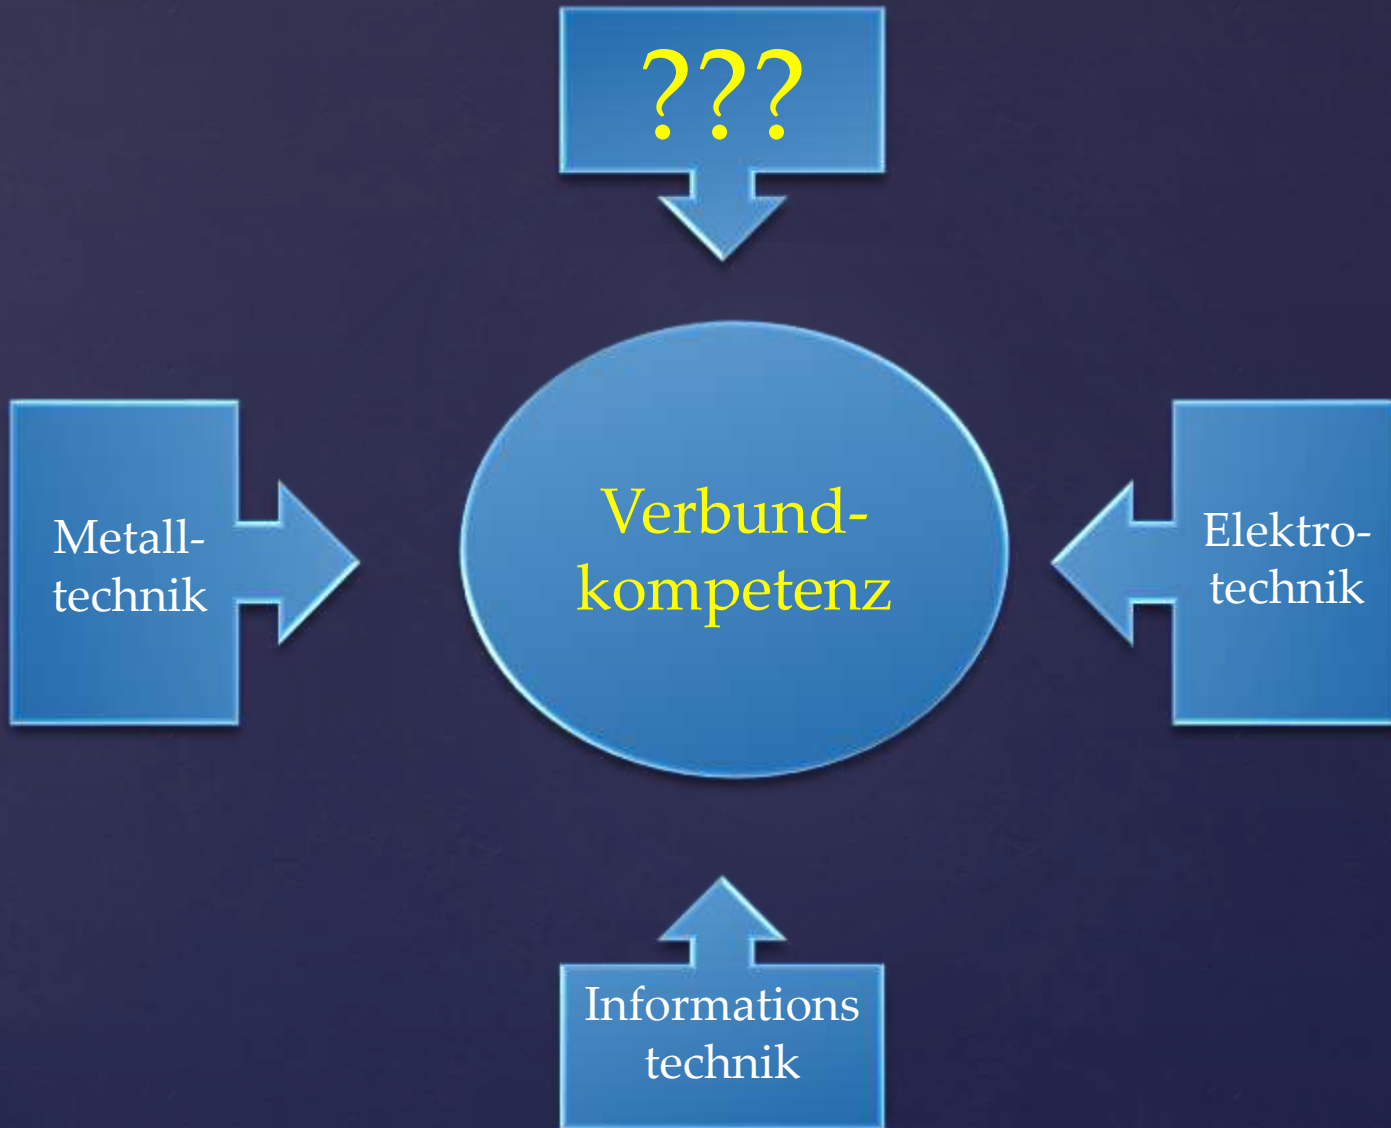 ???
Metall-
technik
Verbund-
kompetenz
Elektro-
technik
Informations
technik